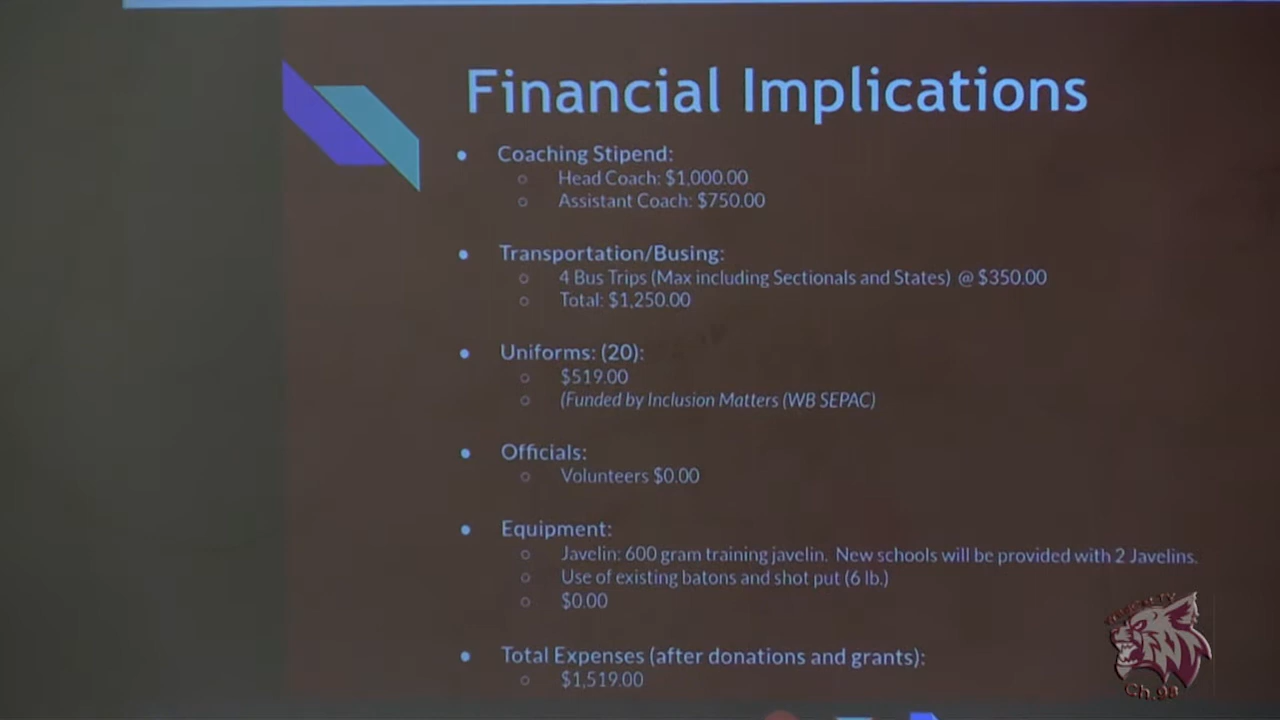 Financial Implications
● Coaching Stipend:
○ Head Coach: $1,000.00
○ Assistant Coach: $750.00
● Transportation/Busing:
○ 4 Bus Trips (Max including Sectionals and States) @ $350.00
○ Total: $1,250.00
● Uniforms: (20):
○ $519.00
○ (Funded by Inclusion Matters (WB SEPAC)
● Officials:
○ Volunteers $0.00
● Equipment:
○ Javelin: 600 gram training javelin. New schools will be provided with 2 Javelins.
○ Use of existing batons and shot put (6 lb.)
○ $0.00
● Total Expenses (after donations and grants):
○ $1,519.00
Ch.9a